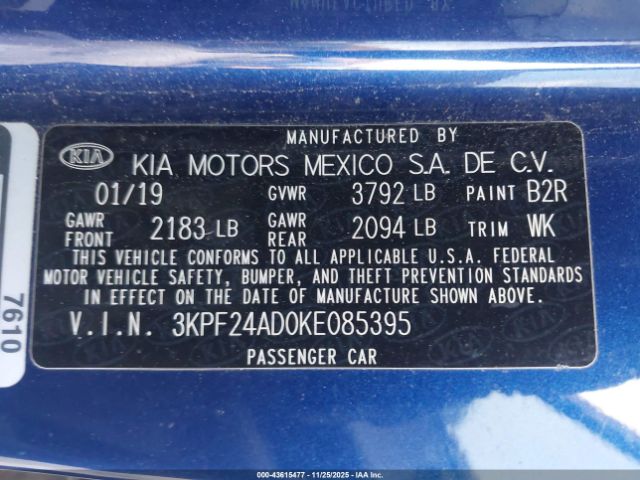 MANUFACTURED BY
KIA KIA MOTORS MEXICO S.A. DE C.V.
01/19 GVWR 3792 LB PAINT B2R
GAWR FRONT 2183 LB GAWR REAR 2094 LB TRIM WK
THIS VEHICLE CONFORMS TO ALL APPLICABLE U.S.A. FEDERAL
MOTOR VEHICLE SAFETY, BUMPER, AND THEFT PREVENTION STANDARDS
IN EFFECT ON THE DATE OF MANUFACTURE SHOWN ABOVE.
V.I.N. 3KPF24AD0KE085395
PASSENGER CAR
7610
000-43615477 - 11/25/2025 - IAAI.COM